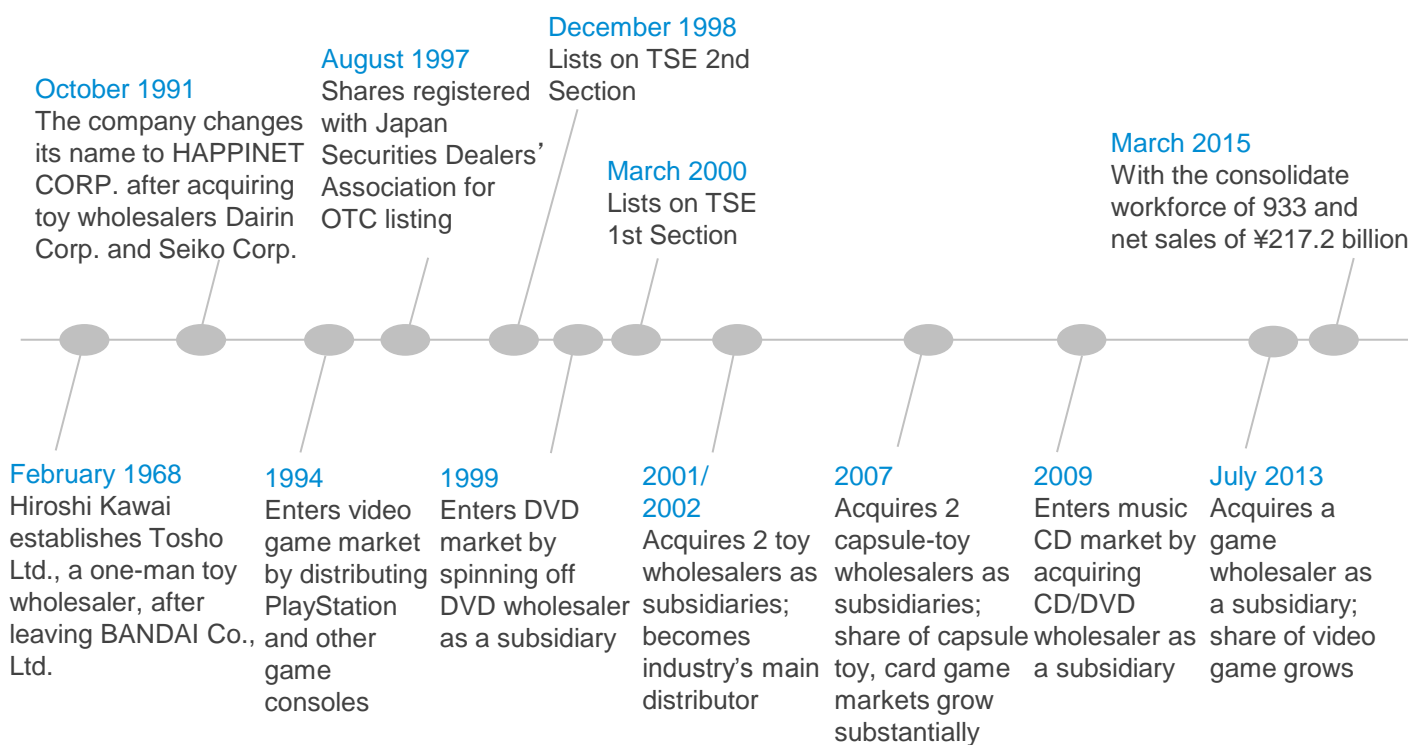 October 1991
The company changes
its name to HAPPINET
CORP. after acquiring
toy wholesalers Dairin
Corp. and Seiko Corp.
August 1997
Shares registered
with Japan
Securities Dealers’
Association for
OTC listing
December 1998
Lists on TSE 2nd
Section
March 2000
Lists on TSE
1st Section
March 2015
With the consolidate
workforce of 933 and
net sales of ¥217.2 billion
February 1968
Hiroshi Kawai
establishes Tosho
Ltd., a one-man toy
wholesaler, after
leaving BANDAI Co.,
Ltd.
1994
Enters video
game market
by distributing
PlayStation
and other
game
consoles
1999
Enters DVD
market by
spinning off
DVD wholesaler
as a subsidiary
2001/
2002
Acquires 2 toy
wholesalers as
subsidiaries;
becomes
industry’s main
distributor
2007
Acquires 2
capsule-toy
wholesalers as
subsidiaries;
share of capsule
toy, card game
markets grow
substantially
2009
Enters music
CD market by
acquiring
CD/DVD
wholesaler as
a subsidiary
July 2013
Acquires a
game
wholesaler as
a subsidiary;
share of video
game grows